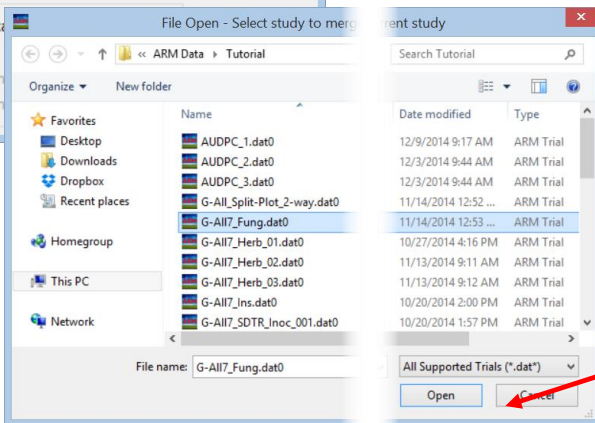 File Open - Select study to merg rent study
« ARM Data ▸ Tutorial
Search Tutorial
Organize ▾ New folder
Name Date modified Type
Favorites
Desktop
Downloads
Dropbox
Recent places
Homegroup
This PC
Network
AUDPC_1.dat0 12/9/2014 9:17 AM ARM Trial
AUDPC_2.dat0 12/3/2014 9:44 AM ARM Trial
AUDPC_3.dat0 12/3/2014 9:44 AM ARM Trial
G-All_Split-Plot_2-way.dat0 11/14/2014 12:52 ... ARM Trial
G-All7_Fung.dat0 11/14/2014 12:53 ... ARM Trial
G-All7_Herb_01.dat0 10/27/2014 4:16 PM ARM Trial
G-All7_Herb_02.dat0 11/13/2014 9:11 AM ARM Trial
G-All7_Herb_03.dat0 11/13/2014 9:12 AM ARM Trial
G-All7_Ins.dat0 10/20/2014 2:00 PM ARM Trial
G-All7_SDTR_Inoc_001.dat0 10/20/2014 1:57 PM ARM Trial
File name: G-All7_Fung.dat0
All Supported Trials (*.dat*)
Open Cancel